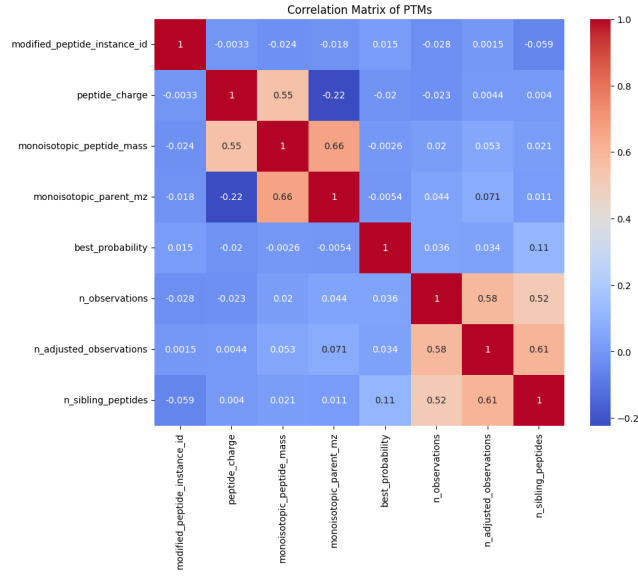 Correlation Matrix of PTMs
modified_peptide_instance_id 1 -0.0033 -0.024 -0.018 0.015 -0.028 0.0015 -0.059
peptide_charge -0.0033 1 0.55 -0.22 -0.02 -0.023 0.0044 0.004
monoisotopic_peptide_mass -0.024 0.55 1 0.66 -0.0026 0.02 0.053 0.021
monoisotopic_parent_mz -0.018 -0.22 0.66 1 -0.0054 0.044 0.071 0.011
best_probability 0.015 -0.02 -0.0026 -0.0054 1 0.036 0.034 0.11
n_observations -0.028 -0.023 0.02 0.044 0.036 1 0.58 0.52
n_adjusted_observations 0.0015 0.0044 0.053 0.071 0.034 0.58 1 0.61
n_sibling_peptides -0.059 0.004 0.021 0.011 0.11 0.52 0.61 1
modified_peptide_instance_id
peptide_charge
monoisotopic_peptide_mass
monoisotopic_parent_mz
best_probability
n_observations
n_adjusted_observations
n_sibling_peptides
1.0
0.8
0.6
0.4
0.2
0.0
-0.2